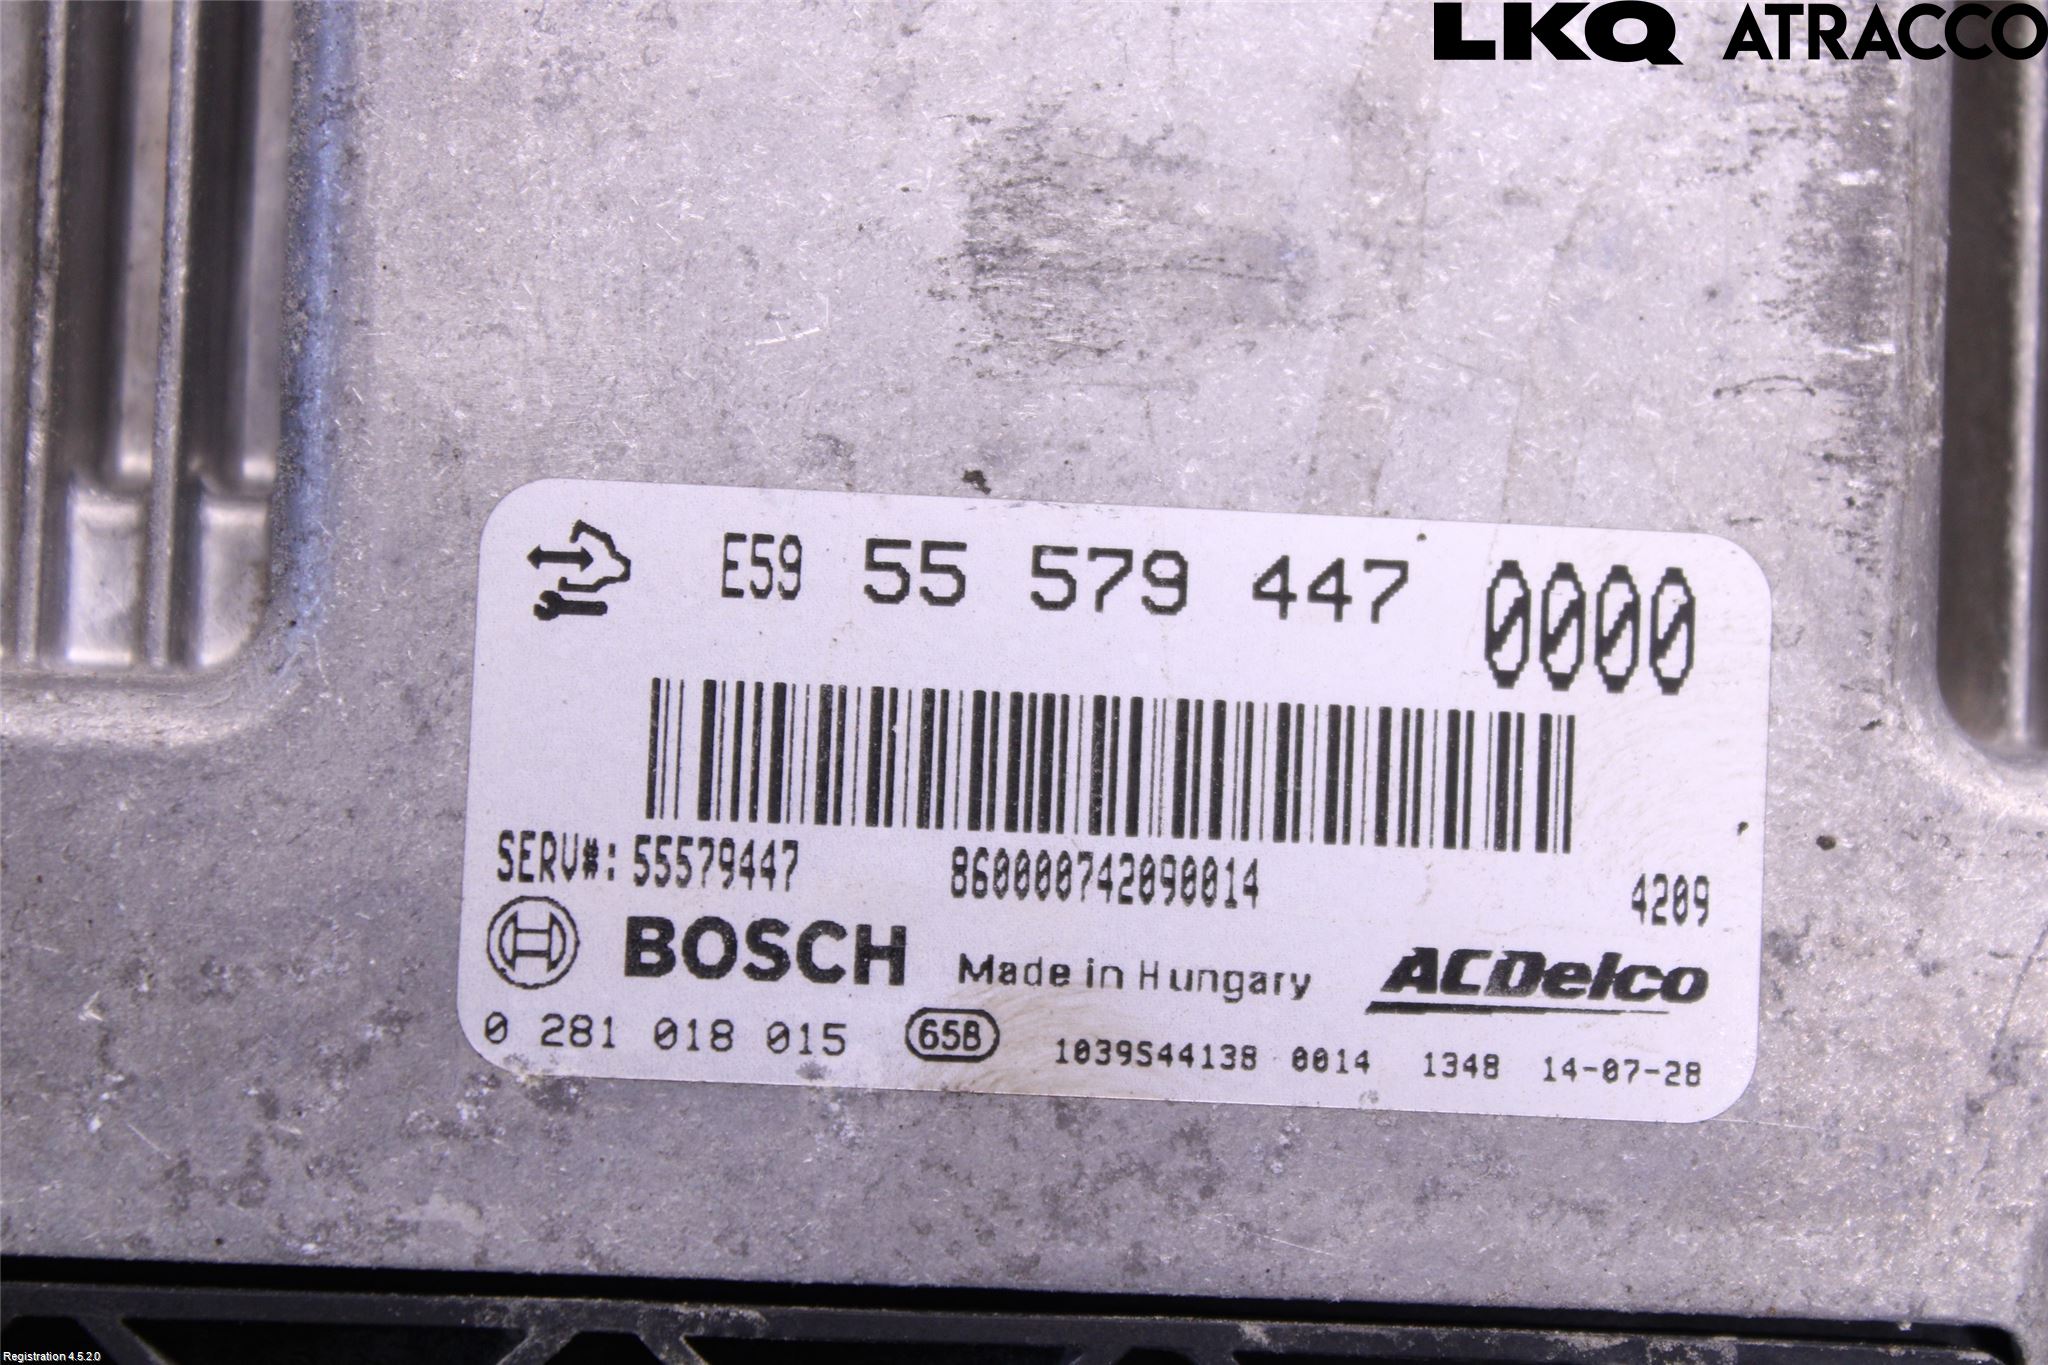 LKQ ATRACCO
E59 55 579 447 0000
SERV#: 55579447 860000742090014 4209
BOSCH Made in Hungary ACDelco
0 281 018 015 65B 1039S44138 0014 1348 14-07-28
Registration 4.5.2.0